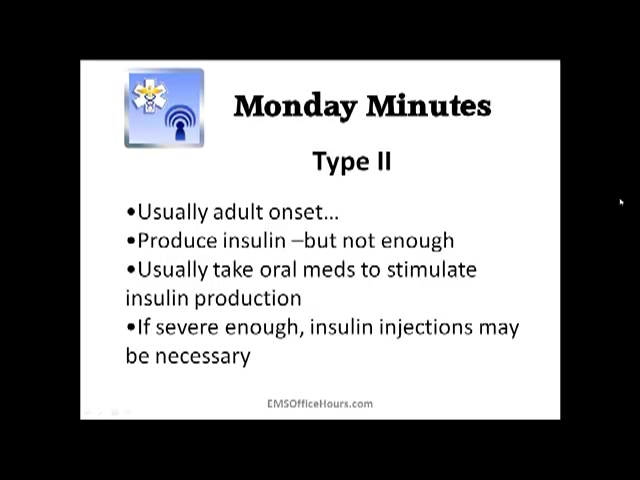 Monday Minutes
Type II
•Usually adult onset...
•Produce insulin –but not enough
•Usually take oral meds to stimulate
insulin production
•If severe enough, insulin injections may
be necessary
EMSOfficeHours.com